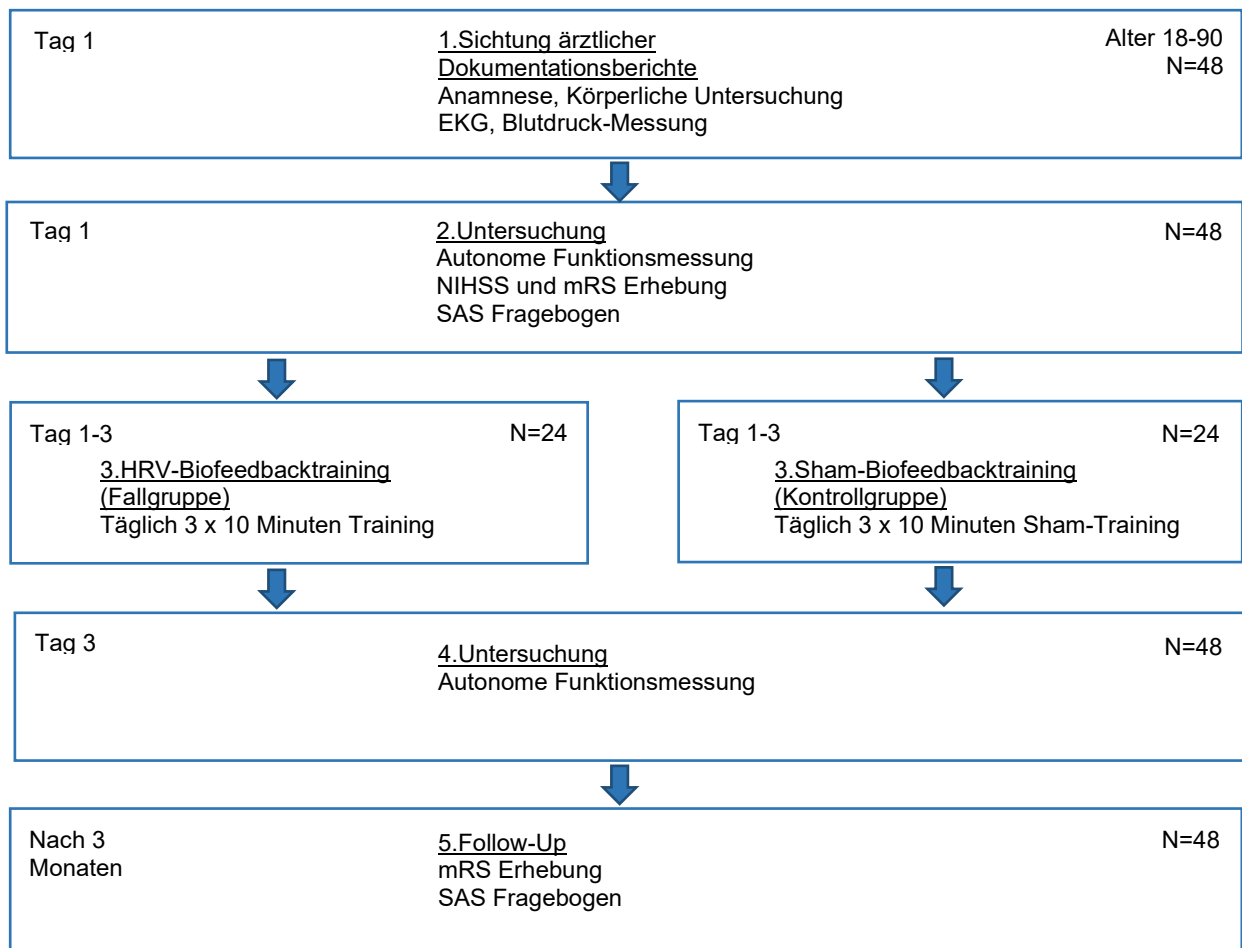 Tag 1
1.Sichtung ärztlicher
Dokumentationsberichte
Anamnese, Körperliche Untersuchung
EKG, Blutdruck-Messung
Alter 18-90
N=48
Tag 1
2.Untersuchung
Autonome Funktionsmessung
NIHSS und mRS Erhebung
SAS Fragebogen
N=48
Tag 1-3
N=24
3.HRV-Biofeedbacktraining
(Fallgruppe)
Täglich 3 x 10 Minuten Training
Tag 1-3
N=24
3.Sham-Biofeedbacktraining
(Kontrollgruppe)
Täglich 3 x 10 Minuten Sham-Training
Tag 3
4.Untersuchung
Autonome Funktionsmessung
N=48
Nach 3
Monaten
5.Follow-Up
mRS Erhebung
SAS Fragebogen
N=48